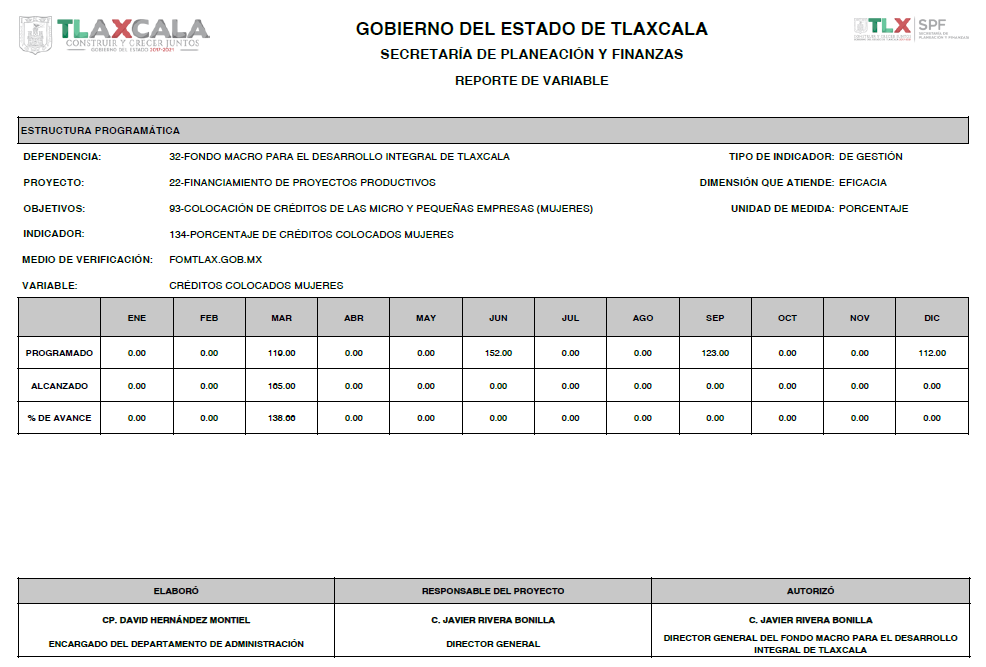 TLAXCALA
CONSTRUIR Y CRECER JUNTOS
GOBIERNO DEL ESTADO 2017-2021
GOBIERNO DEL ESTADO DE TLAXCALA
SECRETARÍA DE PLANEACIÓN Y FINANZAS
REPORTE DE VARIABLE
TLX SPF
SECRETARÍA DE
PLANEACIÓN Y FINANZAS
ESTRUCTURA PROGRAMÁTICA
DEPENDENCIA: 32-FONDO MACRO PARA EL DESARROLLO INTEGRAL DE TLAXCALA TIPO DE INDICADOR: DE GESTIÓN
PROYECTO: 22-FINANCIAMIENTO DE PROYECTOS PRODUCTIVOS DIMENSIÓN QUE ATIENDE: EFICACIA
OBJETIVOS: 93-COLOCACIÓN DE CRÉDITOS DE LAS MICRO Y PEQUEÑAS EMPRESAS (MUJERES) UNIDAD DE MEDIDA: PORCENTAJE
INDICADOR: 134-PORCENTAJE DE CRÉDITOS COLOCADOS MUJERES
MEDIO DE VERIFICACIÓN: FOMTLAX.GOB.MX
VARIABLE: CRÉDITOS COLOCADOS MUJERES
ENE FEB MAR ABR MAY JUN JUL AGO SEP OCT NOV DIC
PROGRAMADO 0.00 0.00 119.00 0.00 0.00 152.00 0.00 0.00 123.00 0.00 0.00 112.00
ALCANZADO 0.00 0.00 165.00 0.00 0.00 0.00 0.00 0.00 0.00 0.00 0.00 0.00
% DE AVANCE 0.00 0.00 138.66 0.00 0.00 0.00 0.00 0.00 0.00 0.00 0.00 0.00
ELABORÓ RESPONSABLE DEL PROYECTO AUTORIZÓ
CP. DAVID HERNÁNDEZ MONTIEL C. JAVIER RIVERA BONILLA C. JAVIER RIVERA BONILLA
ENCARGADO DEL DEPARTAMENTO DE ADMINISTRACIÓN DIRECTOR GENERAL DIRECTOR GENERAL DEL FONDO MACRO PARA EL DESARROLLO
INTEGRAL DE TLAXCALA